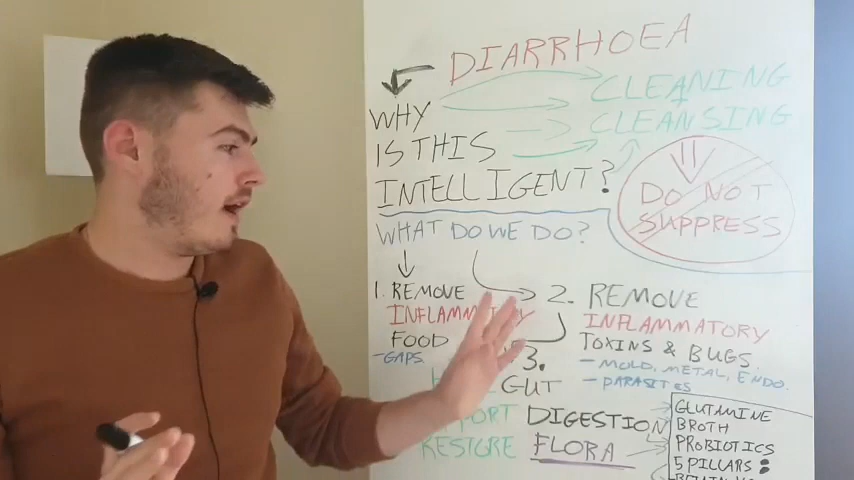 DIARRHOEA
CLEANING
WHY
CLEANSING
IS THIS
INTELLIGENT?
DO NOT
SUPPRESS
WHAT DO WE DO?
1. REMOVE
INFLAMMATORY
FOOD
- GAPS.
2. REMOVE
INFLAMMATORY
TOXINS & BUGS.
- MOLD, METAL, ENDO.
- PARASITES
3.
GUT
DIGESTION
RESTORE FLORA
GLUTAMINE
BROTH
PROBIOTICS
5 PILLARS: